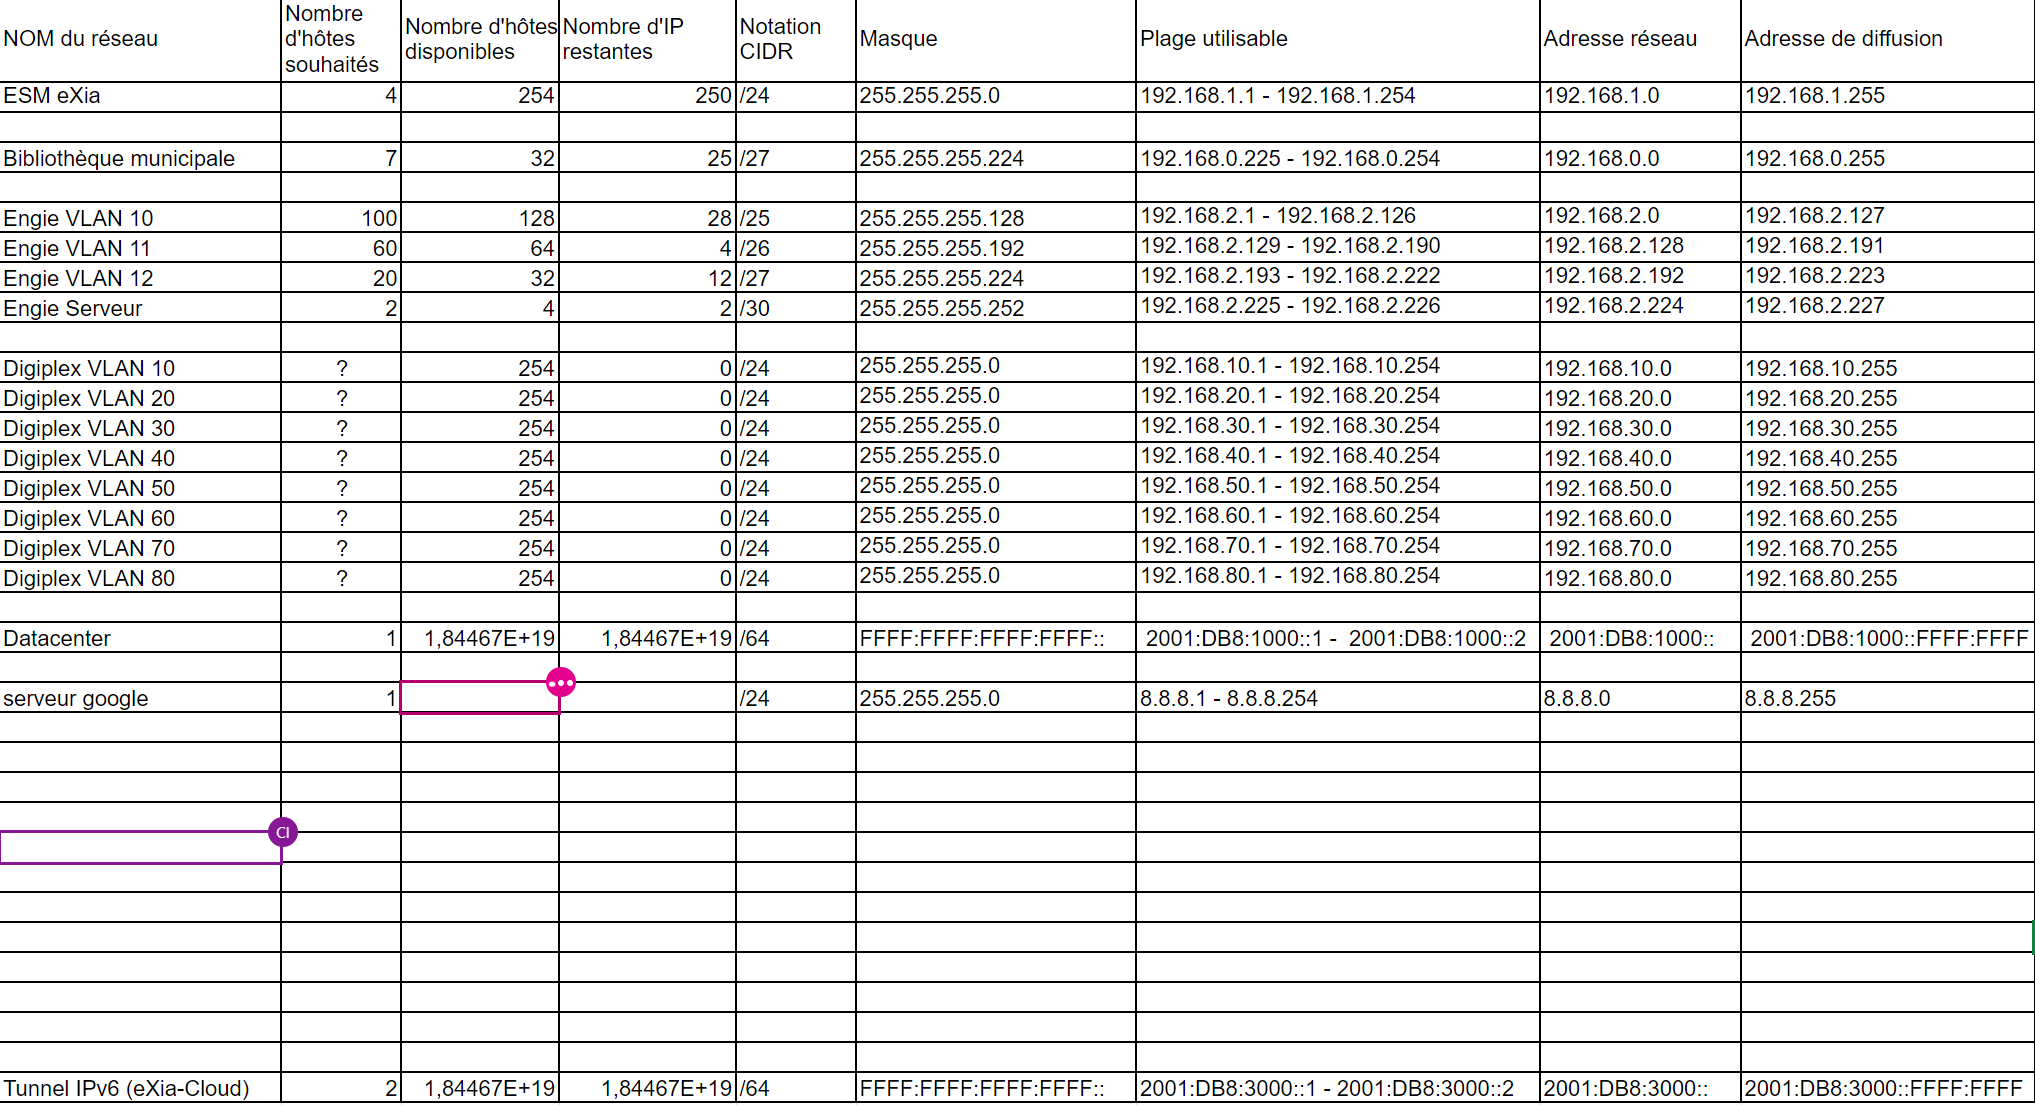 NOM du réseau Nombre d'hôtes souhaités Nombre d'hôtes disponibles Nombre d'IP restantes Notation CIDR Masque Plage utilisable Adresse réseau Adresse de diffusion
ESM eXia 4 254 250 /24 255.255.255.0 192.168.1.1 - 192.168.1.254 192.168.1.0 192.168.1.255
Bibliothèque municipale 7 32 25 /27 255.255.255.224 192.168.0.225 - 192.168.0.254 192.168.0.0 192.168.0.255
Engie VLAN 10 100 128 28 /25 255.255.255.128 192.168.2.1 - 192.168.2.126 192.168.2.0 192.168.2.127
Engie VLAN 11 60 64 4 /26 255.255.255.192 192.168.2.129 - 192.168.2.190 192.168.2.128 192.168.2.191
Engie VLAN 12 20 32 12 /27 255.255.255.224 192.168.2.193 - 192.168.2.222 192.168.2.192 192.168.2.223
Engie Serveur 2 4 2 /30 255.255.255.252 192.168.2.225 - 192.168.2.226 192.168.2.224 192.168.2.227
Digiplex VLAN 10 ? 254 0 /24 255.255.255.0 192.168.10.1 - 192.168.10.254 192.168.10.0 192.168.10.255
Digiplex VLAN 20 ? 254 0 /24 255.255.255.0 192.168.20.1 - 192.168.20.254 192.168.20.0 192.168.20.255
Digiplex VLAN 30 ? 254 0 /24 255.255.255.0 192.168.30.1 - 192.168.30.254 192.168.30.0 192.168.30.255
Digiplex VLAN 40 ? 254 0 /24 255.255.255.0 192.168.40.1 - 192.168.40.254 192.168.40.0 192.168.40.255
Digiplex VLAN 50 ? 254 0 /24 255.255.255.0 192.168.50.1 - 192.168.50.254 192.168.50.0 192.168.50.255
Digiplex VLAN 60 ? 254 0 /24 255.255.255.0 192.168.60.1 - 192.168.60.254 192.168.60.0 192.168.60.255
Digiplex VLAN 70 ? 254 0 /24 255.255.255.0 192.168.70.1 - 192.168.70.254 192.168.70.0 192.168.70.255
Digiplex VLAN 80 ? 254 0 /24 255.255.255.0 192.168.80.1 - 192.168.80.254 192.168.80.0 192.168.80.255
Datacenter 1 1,84467E+19 1,84467E+19 /64 FFFF:FFFF:FFFF:FFFF:: 2001:DB8:1000::1 - 2001:DB8:1000::2 2001:DB8:1000:: 2001:DB8:1000::FFFF:FFFF
serveur google 1 /24 255.255.255.0 8.8.8.1 - 8.8.8.254 8.8.8.0 8.8.8.255
CI
Tunnel IPv6 (eXia-Cloud) 2 1,84467E+19 1,84467E+19 /64 FFFF:FFFF:FFFF:FFFF:: 2001:DB8:3000::1 - 2001:DB8:3000::2 2001:DB8:3000:: 2001:DB8:3000::FFFF:FFFF